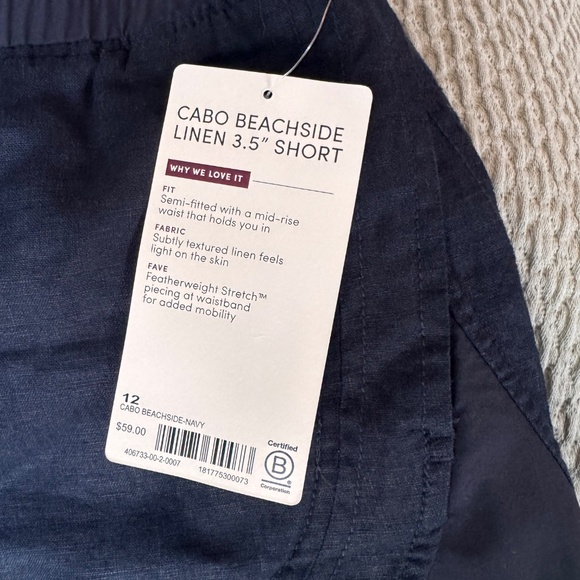 CABO BEACHSIDE
LINEN 3.5" SHORT
WHY WE LOVE IT
FIT
Semi-fitted with a mid-rise
waist that holds you in
FABRIC
Subtly textured linen feels
light on the skin
FAVE
Featherweight Stretch™
piecing at waistband
for added mobility
12
CABO BEACHSIDE-NAVY
$59.00
406733-00-2-0007
181775300073
Certified
B
Corporation